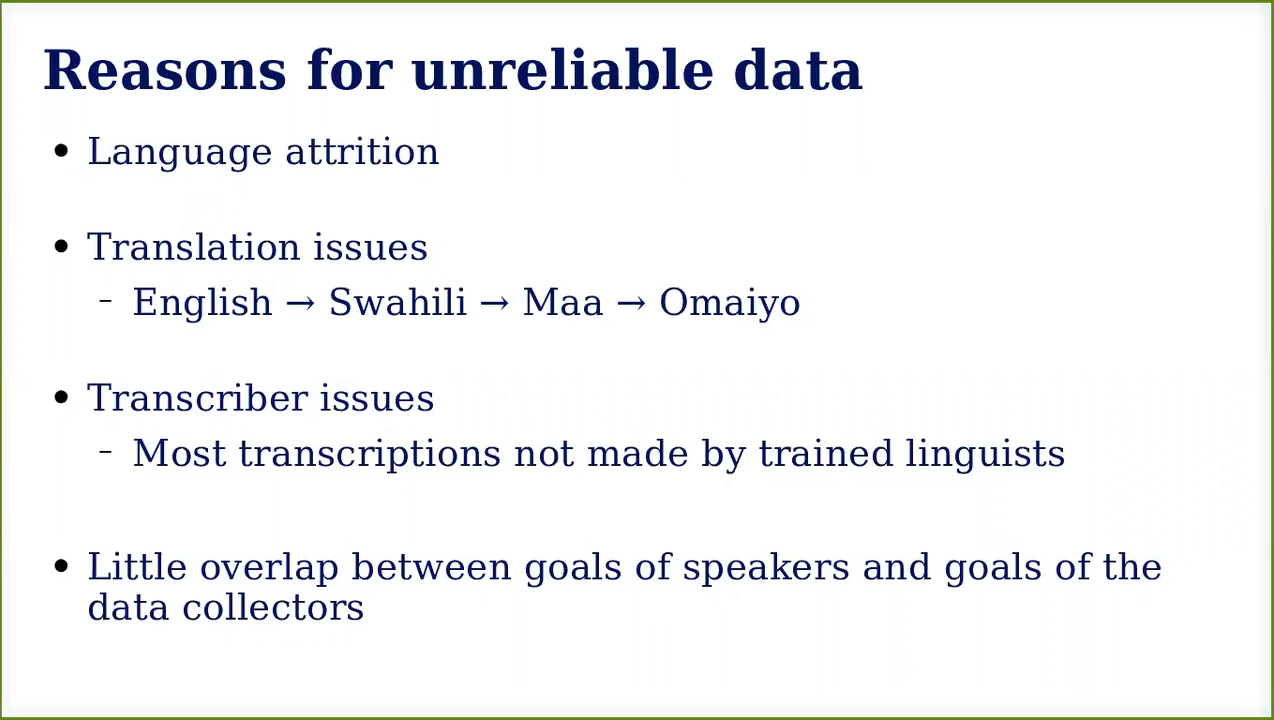 Reasons for unreliable data
• Language attrition
• Translation issues
– English → Swahili → Maa → Omaiyo
• Transcriber issues
– Most transcriptions not made by trained linguists
• Little overlap between goals of speakers and goals of the
data collectors